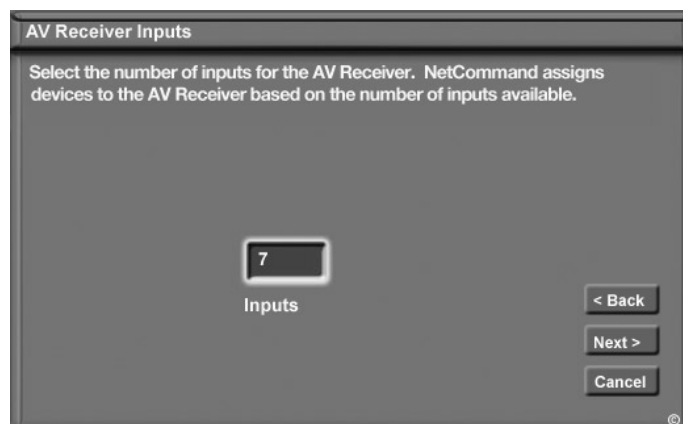 AV Receiver Inputs
Select the number of inputs for the AV Receiver.  NetCommand assigns
devices to the AV Receiver based on the number of inputs available.
7
Inputs
< Back
Next >
Cancel
©